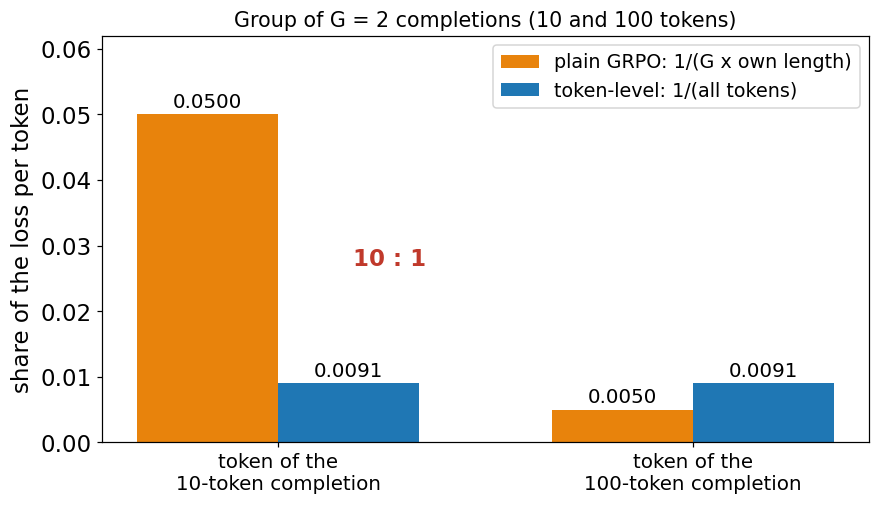 Group of G = 2 completions (10 and 100 tokens)
share of the loss per token
0.06
0.05
0.04
0.03
0.02
0.01
0.00
plain GRPO: 1/(G x own length)
token-level: 1/(all tokens)
0.0500
0.0091
10 : 1
0.0050
0.0091
token of the
10-token completion
token of the
100-token completion